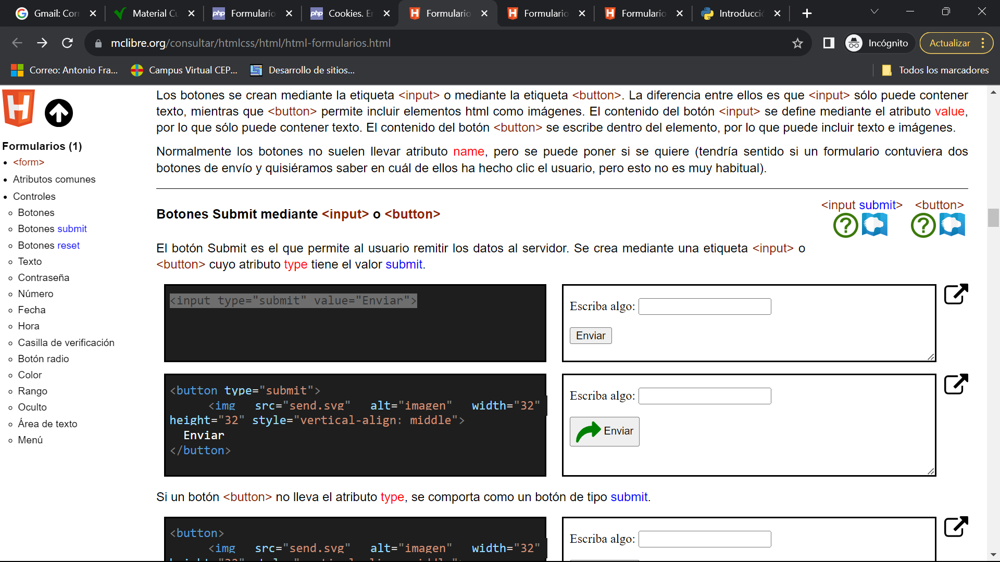 Gmail: Cor
Material Cu
Formulario
Cookies. E
Formulario
Formulario
Formulario
Introducci
mclibre.org/consultar/htmlcss/html/html-formularios.html
Incógnito
Actualizar
Correo: Antonio Fra...
Campus Virtual CEP...
Desarrollo de sitios...
Todos los marcadores
Formularios (1)
<form>
Atributos comunes
Controles
Botones
Botones submit
Botones reset
Texto
Contraseña
Número
Fecha
Hora
Casilla de verificación
Botón radio
Color
Rango
Oculto
Área de texto
Menú
Los botones se crean mediante la etiqueta <input> o mediante la etiqueta <button>. La diferencia entre ellos es que <input> sólo puede contener
texto, mientras que <button> permite incluir elementos html como imágenes. El contenido del botón <input> se define mediante el atributo value,
por lo que sólo puede contener texto. El contenido del botón <button> se escribe dentro del elemento, por lo que puede incluir texto e imágenes.
Normalmente los botones no suelen llevar atributo name, pero se puede poner si se quiere (tendría sentido si un formulario contuviera dos
botones de envío y quisiéramos saber en cuál de ellos ha hecho clic el usuario, pero esto no es muy habitual).
<input submit>
<button>
Botones Submit mediante <input> o <button>
El botón Submit es el que permite al usuario remitir los datos al servidor. Se crea mediante una etiqueta <input> o
<button> cuyo atributo type tiene el valor submit.
<input type="submit" value="Enviar">
Escriba algo:
Enviar
<button type="submit">
<img src="send.svg" alt="imagen" width="32"
height="32" style="vertical-align: middle">
Enviar
</button>
Escriba algo:
Enviar
Si un botón <button> no lleva el atributo type, se comporta como un botón de tipo submit.
<button>
<img src="send.svg" alt="imagen" width="32"
Escriba algo: